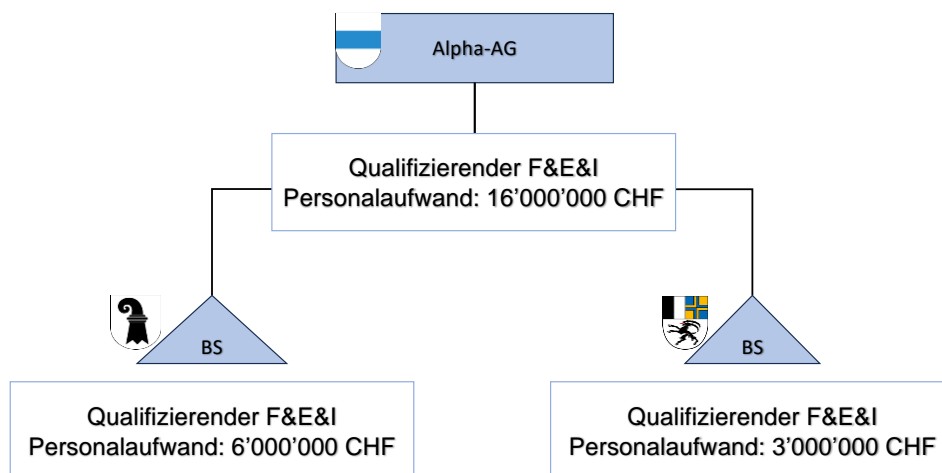 Alpha-AG
Qualifizierender F&E&I
Personalaufwand: 16’000’000 CHF
BS
BS
Qualifizierender F&E&I
Personalaufwand: 6’000’000 CHF
Qualifizierender F&E&I
Personalaufwand: 3’000’000 CHF